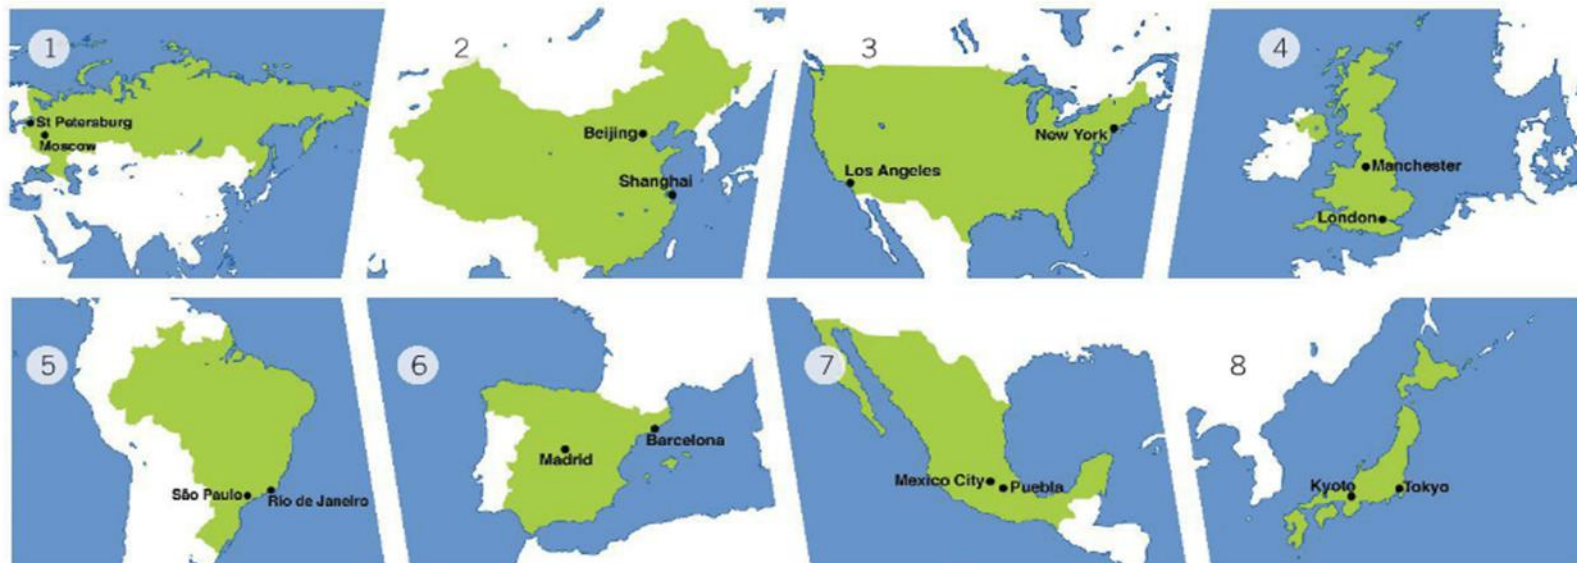 1
St Petersburg
Moscow
2
Beijing
Shanghai
3
New York
Los Angeles
4
Manchester
London
5
São Paulo
Rio de Janeiro
6
Barcelona
Madrid
7
Mexico City
Puebla
8
Kyoto
Tokyo